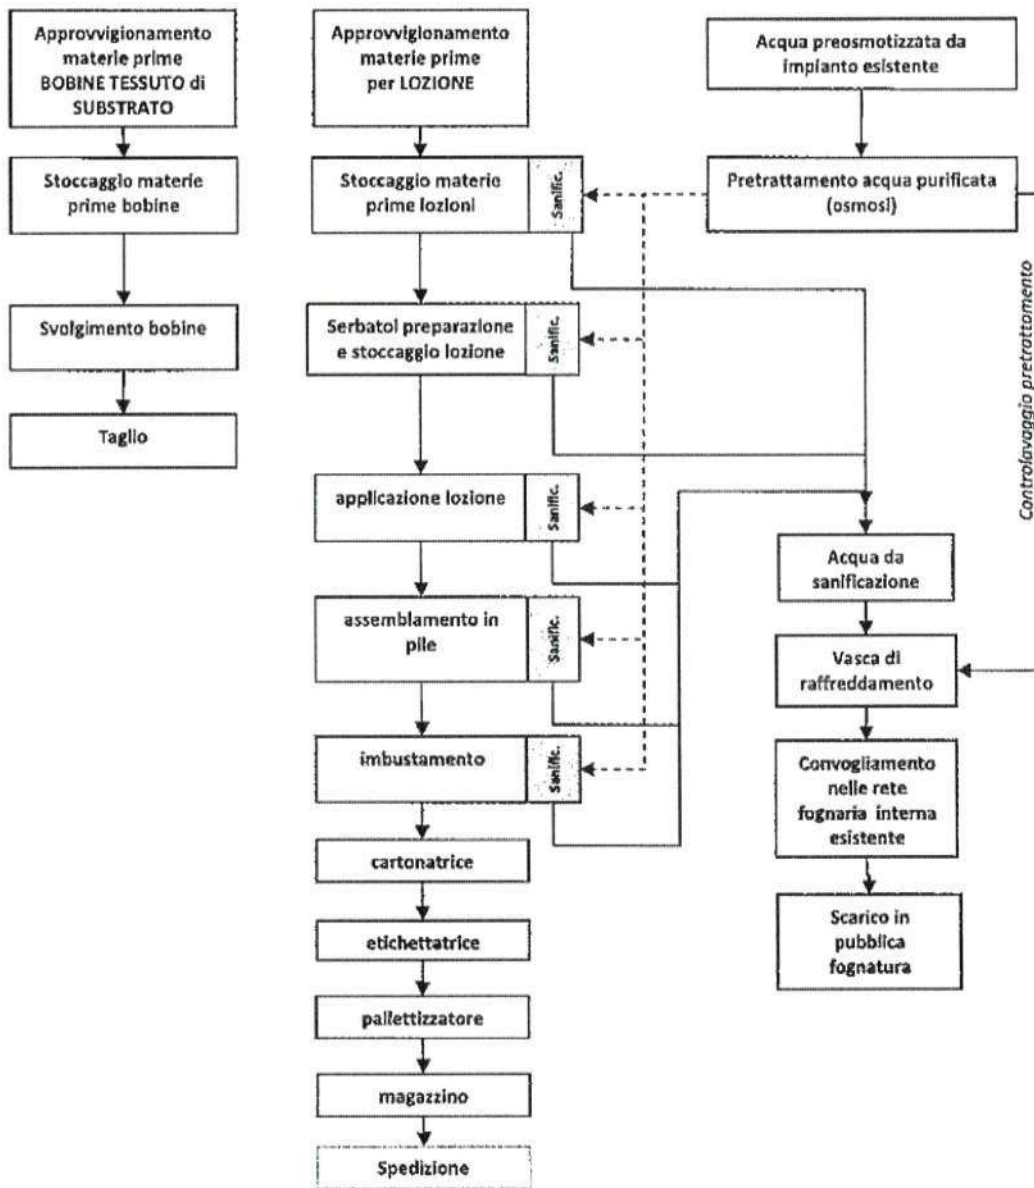 Approvvigionamento
materie prime
BOBINE TESSUTO di
SUBSTRATO
Stoccaggio materie
prime bobine
Svolgimento bobine
Taglio
Approvvigionamento
materie prime
per LOZIONE
Stoccaggio materie
prime lozioni
Sanific.
Serbatoi preparazione
e stoccaggio lozione
Sanific.
applicazione lozione
Sanific.
assemblamento in
pile
Sanific.
imbustamento
Sanific.
cartonatrice
etichettatrice
pallettizzatore
magazzino
Spedizione
Acqua preosmotizzata da
impianto esistente
Pretrattamento acqua purificata
(osmosi)
Controlavaggio pretrattamento
Acqua da
sanificazione
Vasca di
raffreddamento
Convogliamento
nelle rete
fognaria interna
esistente
Scarico in
pubblica
fognatura